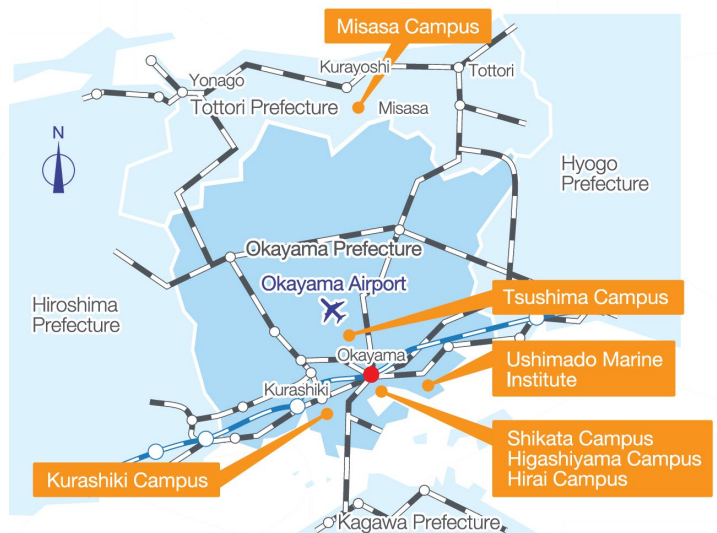 Misasa Campus
Kurayoshi
Tottori
Yonago
Tottori Prefecture
Misasa
N
Hyogo
Prefecture
Okayama Prefecture
Okayama Airport
Hiroshima
Prefecture
Tsushima Campus
Okayama
Ushimado Marine
Institute
Kurashiki
Shikata Campus
Higashiyama Campus
Hirai Campus
Kurashiki Campus
Kagawa Prefecture